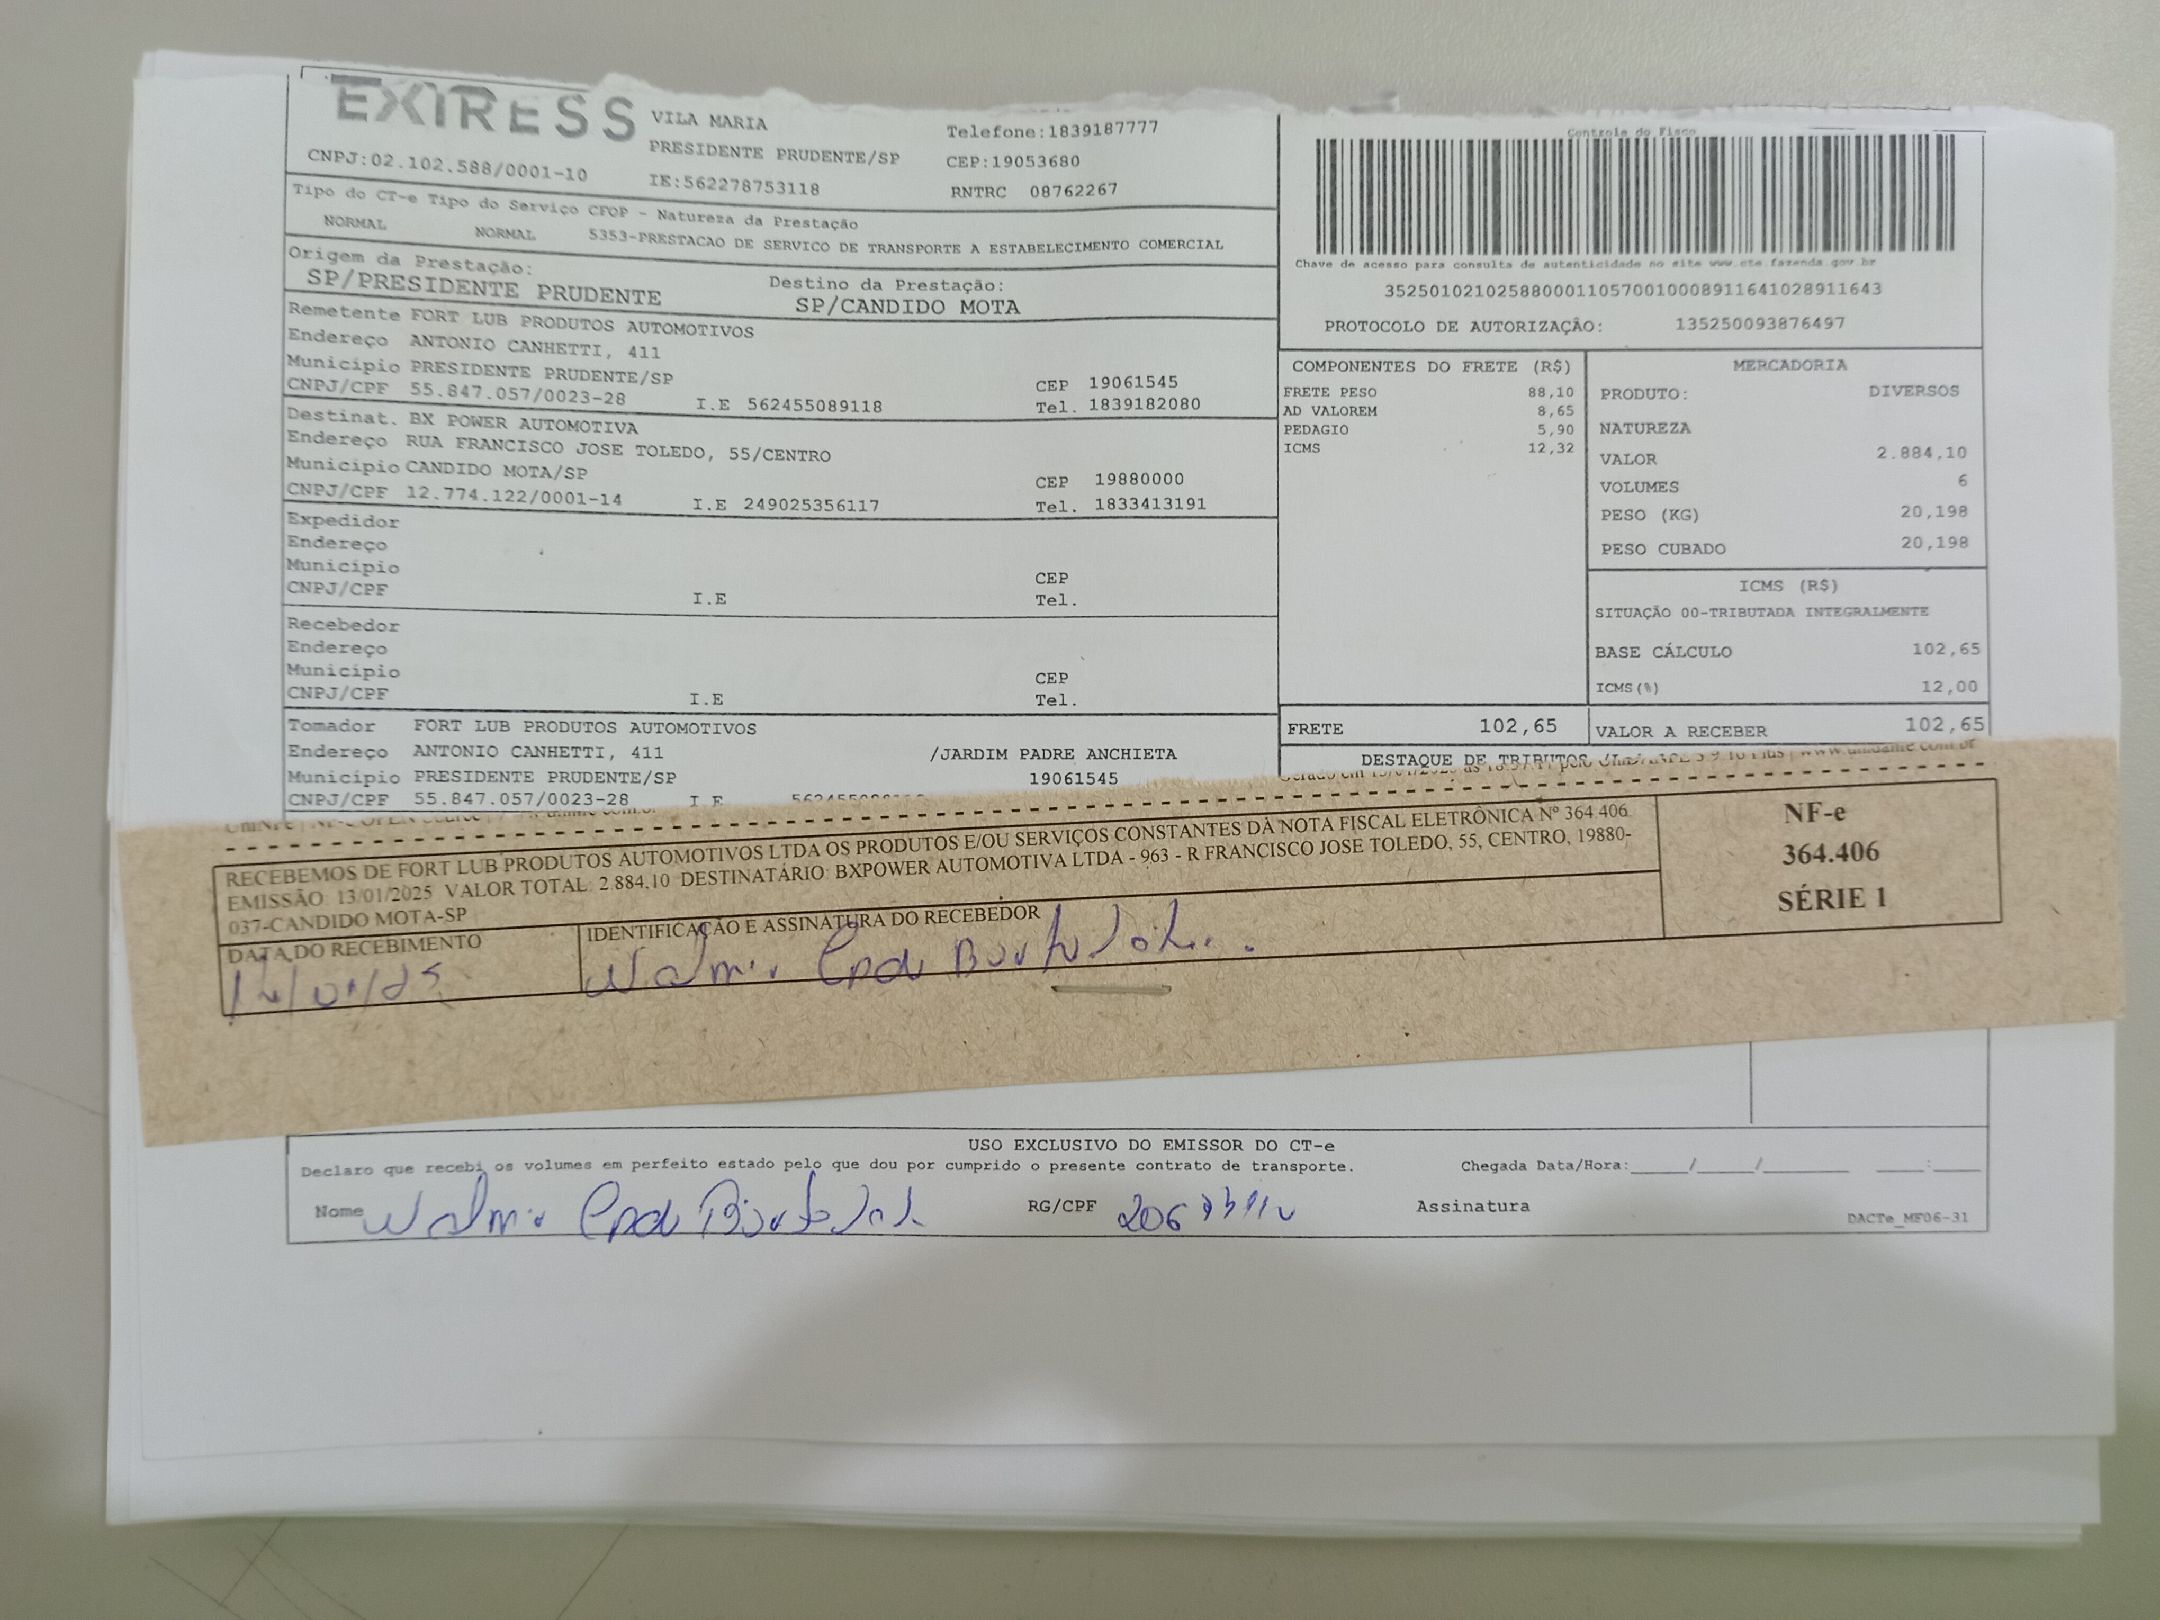 EXPRESS
VILA MARIA
Telefone:1839187777
PRESIDENTE PRUDENTE/SP
CEP:19053680
CNPJ:02.102.588/0001-10
IE:562278753118
RNTRC 08762267
Tipo do CT-e Tipo do Serviço CFOP - Natureza da Prestação
NORMAL NORMAL 5353-PRESTACAO DE SERVICO DE TRANSPORTE A ESTABELECIMENTO COMERCIAL
Origem da Prestação:
SP/PRESIDENTE PRUDENTE
Destino da Prestação:
SP/CANDIDO MOTA
Remetente FORT LUB PRODUTOS AUTOMOTIVOS
Endereço ANTONIO CANHETTI, 411
Município PRESIDENTE PRUDENTE/SP CEP 19061545
CNPJ/CPF 55.847.057/0023-28 I.E 562455089118 Tel. 1839182080
Destinat. BX POWER AUTOMOTIVA
Endereço RUA FRANCISCO JOSE TOLEDO, 55/CENTRO
Município CANDIDO MOTA/SP CEP 19880000
CNPJ/CPF 12.774.122/0001-14 I.E 249025356117 Tel. 1833413191
Expedidor
Endereço
Município CEP
CNPJ/CPF I.E Tel.
Recebedor
Endereço
Município CEP
CNPJ/CPF I.E Tel.
Tomador FORT LUB PRODUTOS AUTOMOTIVOS
Endereço ANTONIO CANHETTI, 411 /JARDIM PADRE ANCHIETA
Município PRESIDENTE PRUDENTE/SP 19061545
CNPJ/CPF 55.847.057/0023-28 I.E
Controle do Fisco
Chave de acesso para consulta de autenticidade no site www.cte.fazenda.gov.br
35250102102588000110570010008911641028911643
PROTOCOLO DE AUTORIZAÇÃO: 135250093876497
COMPONENTES DO FRETE (R$)
FRETE PESO 88,10
AD VALOREM 8,65
PEDAGIO 5,90
ICMS 12,32
MERCADORIA
PRODUTO: DIVERSOS
NATUREZA
VALOR 2.884,10
VOLUMES 6
PESO (KG) 20,198
PESO CUBADO 20,198
ICMS (R$)
SITUAÇÃO 00-TRIBUTADA INTEGRALMENTE
BASE CÁLCULO 102,65
ICMS(%) 12,00
FRETE 102,65 VALOR A RECEBER 102,65
DESTAQUE DE TRIBUTOS
RECEBEMOS DE FORT LUB PRODUTOS AUTOMOTIVOS LTDA OS PRODUTOS E/OU SERVIÇOS CONSTANTES DA NOTA FISCAL ELETRÔNICA Nº 364.406
EMISSÃO: 13/01/2025 VALOR TOTAL: 2.884,10 DESTINATÁRIO: BXPOWER AUTOMOTIVA LTDA - 963 - R FRANCISCO JOSE TOLEDO, 55, CENTRO, 19880-
037-CANDIDO MOTA-SP
NF-e
364.406
SÉRIE 1
DATA DO RECEBIMENTO
14/01/25
IDENTIFICAÇÃO E ASSINATURA DO RECEBEDOR
Walmir
USO EXCLUSIVO DO EMISSOR DO CT-e
Declaro que recebi os volumes em perfeito estado pelo que dou por cumprido o presente contrato de transporte.
Chegada Data/Hora:_____/_____/________ ____:____
Nome Walmir
RG/CPF
Assinatura
DACTe_MF06-31